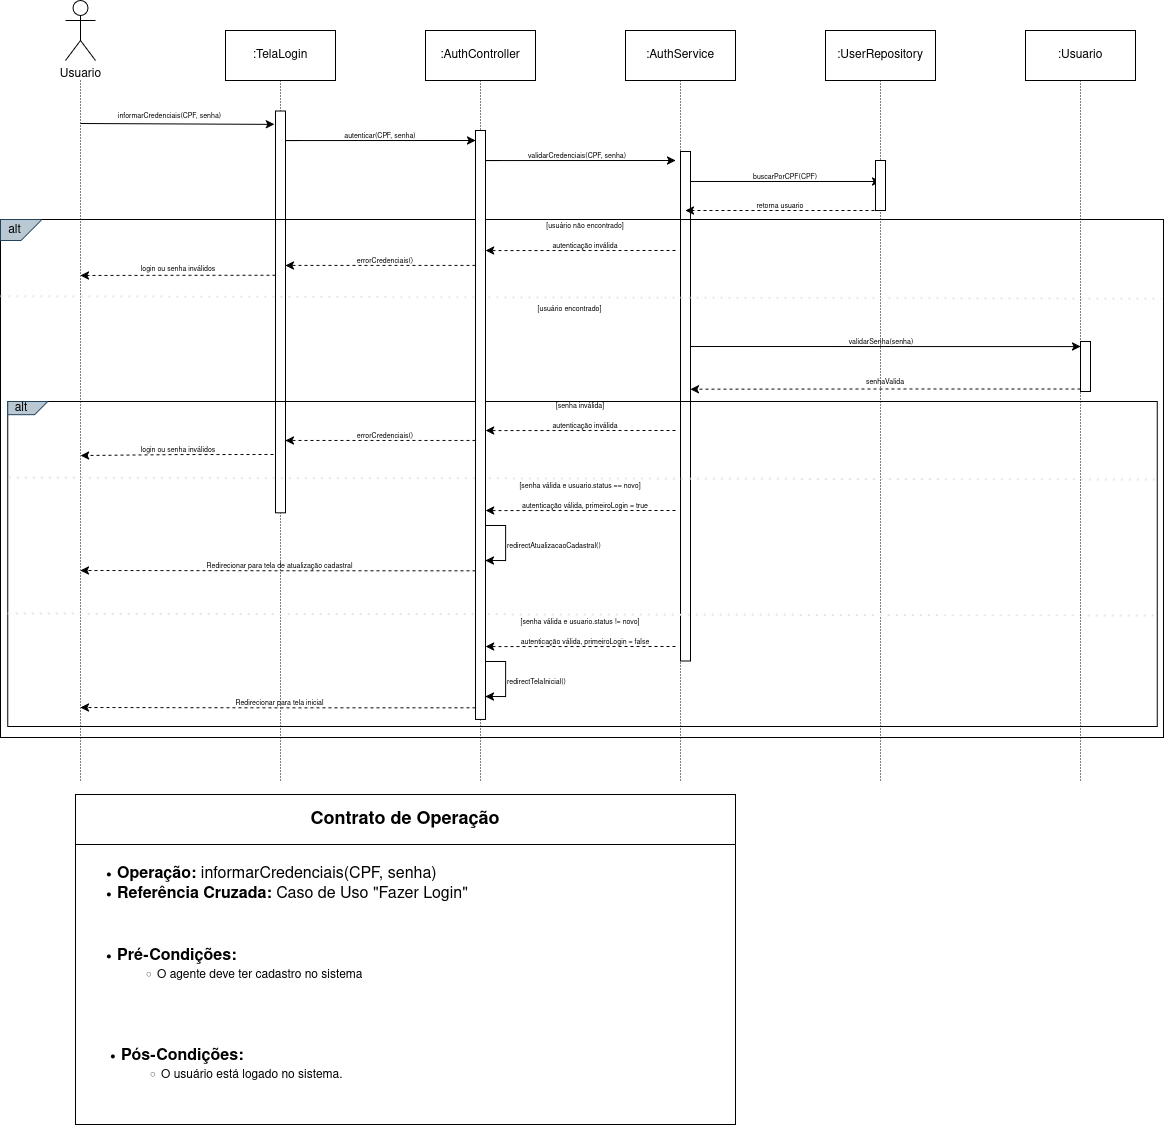 Usuario
:TelaLogin
:AuthController
:AuthService
:UserRepository
:Usuario
informarCredenciais(CPF, senha)
autenticar(CPF, senha)
validarCredenciais(CPF, senha)
buscarPorCPF(CPF)
retorna usuario
alt
[usuário não encontrado]
autenticação inválida
errorCredenciais()
login ou senha inválidos
[usuário encontrado]
validarSenha(senha)
senhaValida
alt
[senha inválida]
autenticação inválida
errorCredenciais()
login ou senha inválidos
[senha válida e usuario.status == novo]
autenticação válida, primeiroLogin = true
redirectAtualizacaoCadastral()
Redirecionar para tela de atualização cadastral
[senha válida e usuario.status != novo]
autenticação válida, primeiroLogin = false
redirectTelaInicial()
Redirecionar para tela inicial
Contrato de Operação
• Operação: informarCredenciais(CPF, senha)
• Referência Cruzada: Caso de Uso "Fazer Login"
• Pré-Condições:
○ O agente deve ter cadastro no sistema
• Pós-Condições:
○ O usuário está logado no sistema.